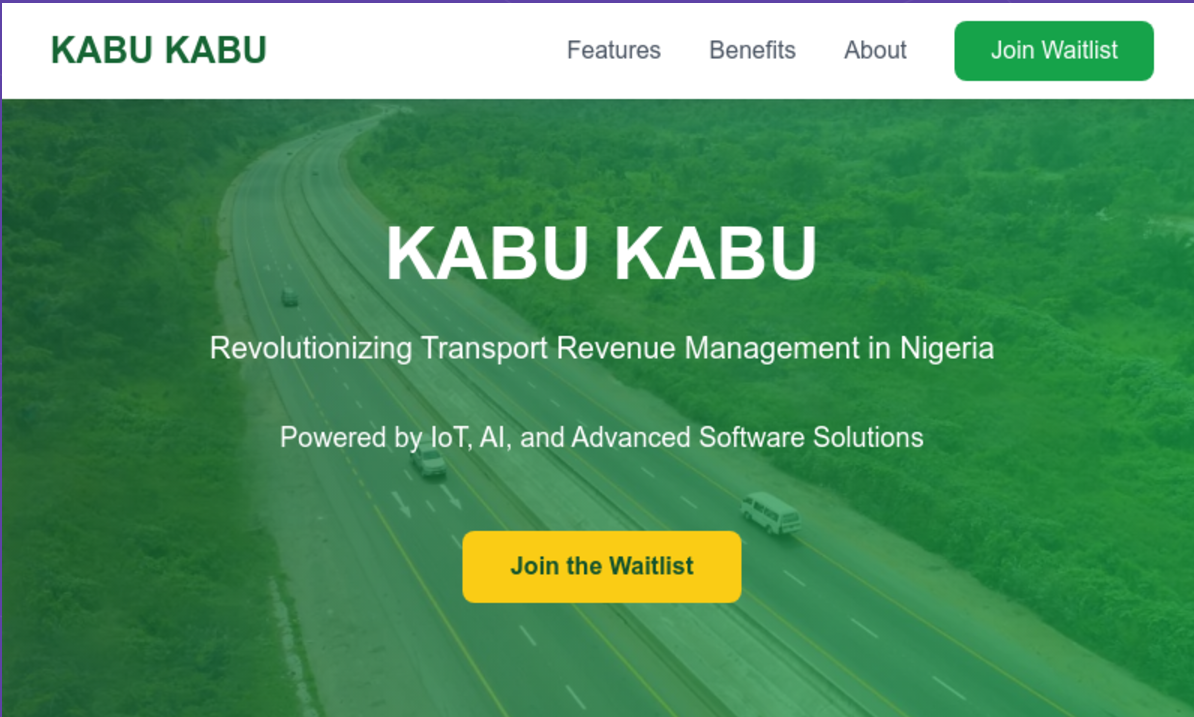 KABU KABU
Features
Benefits
About
Join Waitlist
KABU KABU
Revolutionizing Transport Revenue Management in Nigeria
Powered by IoT, AI, and Advanced Software Solutions
Join the Waitlist